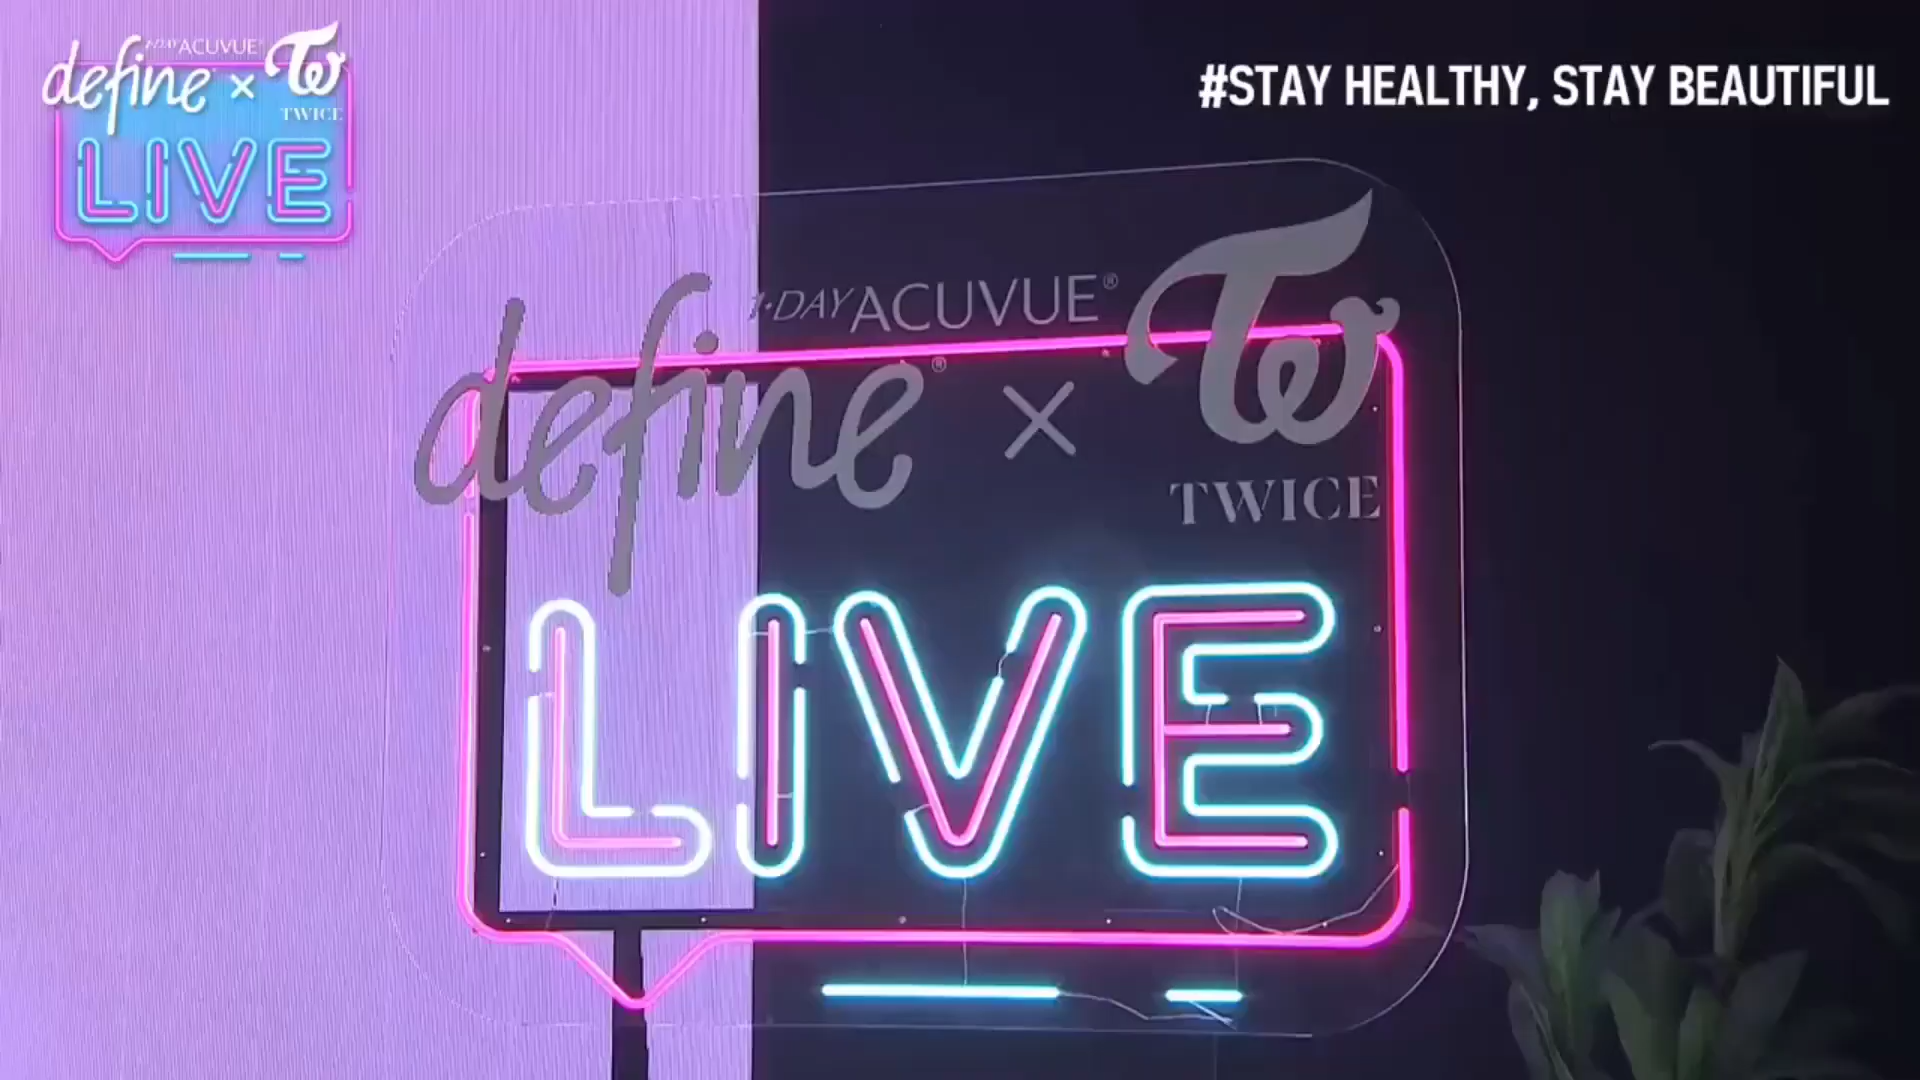 1·DAY ACUVUE®
define × TWICE
LIVE
#STAY HEALTHY, STAY BEAUTIFUL
1·DAY ACUVUE®
define® × TWICE
LIVE